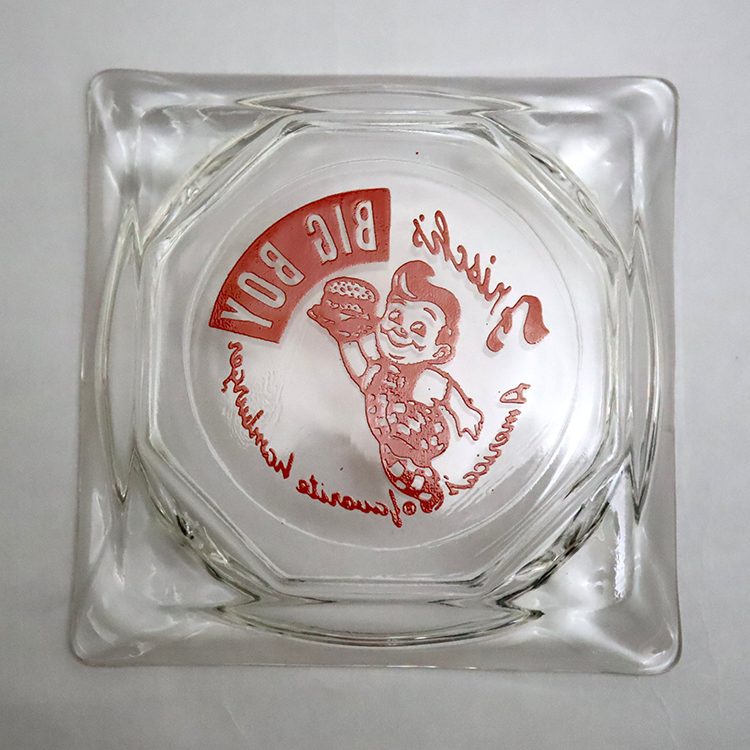 Frisch's
BIG BOY
America's
favorite hamburger
®